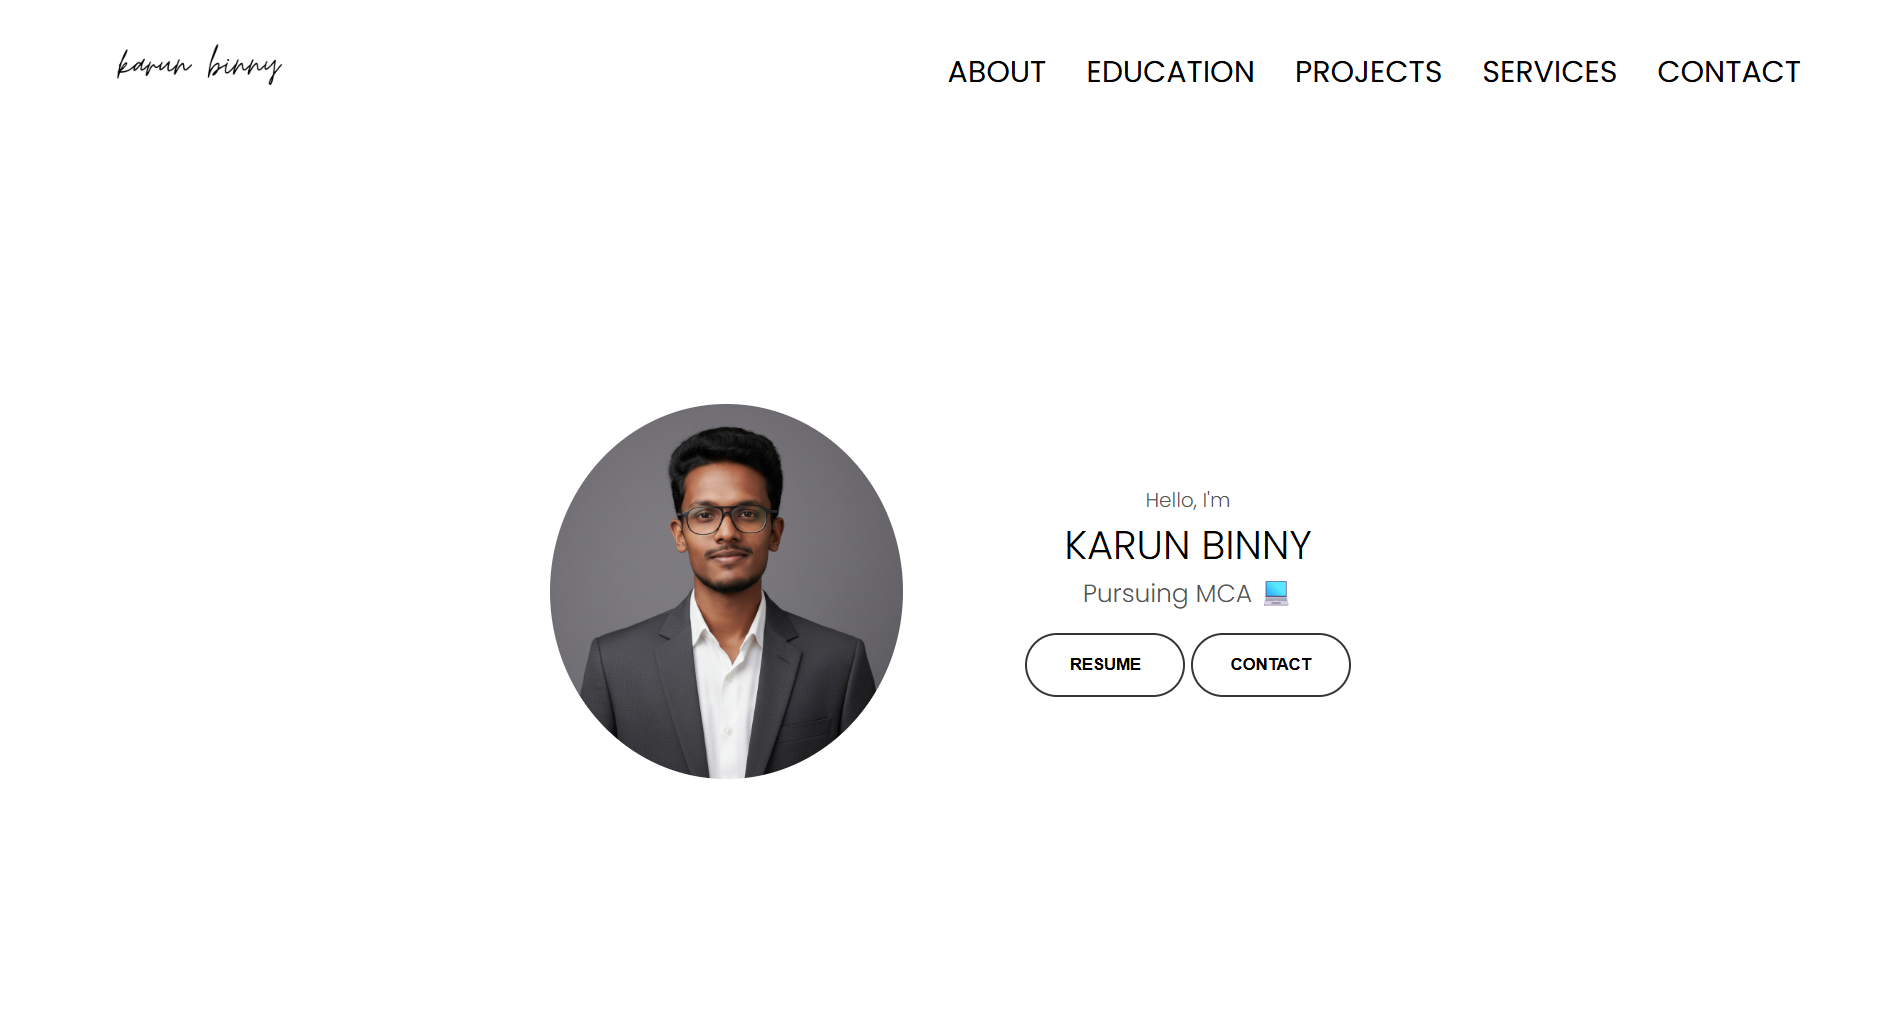 karun binny
ABOUT EDUCATION PROJECTS SERVICES CONTACT
Hello, I'm
KARUN BINNY
Pursuing MCA 💻
RESUME CONTACT